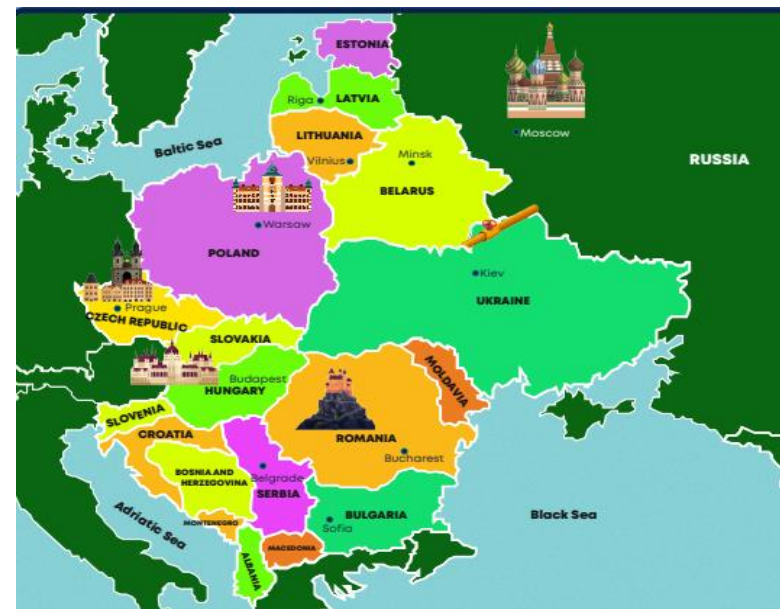 ESTONIA
Riga
LATVIA
LITHUANIA
Vilnius
Moscow
Baltic Sea
Minsk
BELARUS
RUSSIA
Warsaw
POLAND
Kiev
UKRAINE
Prague
CZECH REPUBLIC
SLOVAKIA
MOLDAVIA
Budapest
HUNGARY
SLOVENIA
CROATIA
ROMANIA
Bucharest
BOSNIA AND
HERZEGOVINA
Belgrade
SERBIA
Adriatic Sea
MONTENEGRO
BULGARIA
Sofia
Black Sea
MACEDONIA
ALBANIA